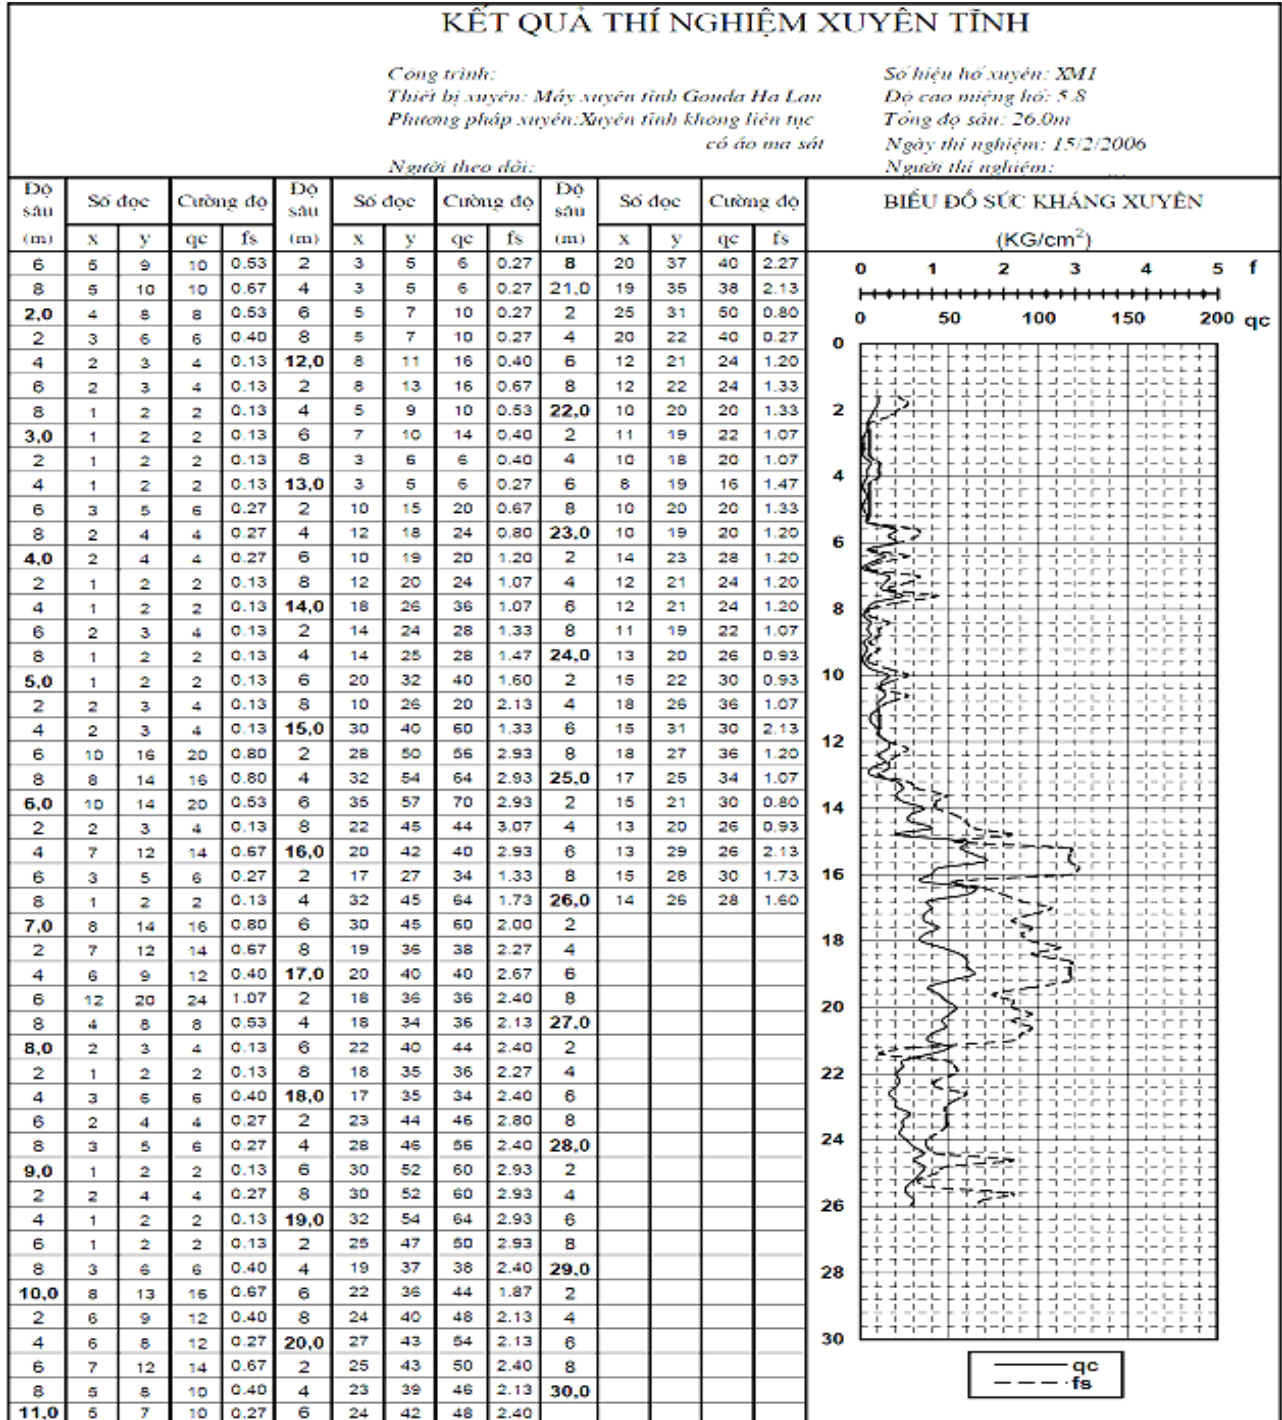 KẾT QUẢ THÍ NGHIỆM XUYÊN TĨNH
Công trình:
Thiết bị xuyên: Máy xuyên tĩnh Gouda Ha Lan
Phương pháp xuyên:Xuyên tĩnh không liên tục
có áo ma sát
Người theo dõi:
Số hiệu hố xuyên: XM1
Độ cao miệng hố: 5.8
Tổng độ sâu: 26.0m
Ngày thí nghiệm: 15/2/2006
Người thí nghiệm:
Độ sâu Số đọc Cường độ Độ sâu Số đọc Cường độ Độ sâu Số đọc Cường độ
(m) x y qc fs (m) x y qc fs (m) x y qc fs
6 5 9 10 0.53 2 3 5 6 0.27 8 20 37 40 2.27
8 5 10 10 0.67 4 3 5 6 0.27 21,0 19 35 38 2.13
2,0 4 8 8 0.53 6 5 7 10 0.27 2 25 31 50 0.80
2 3 6 6 0.40 8 5 7 10 0.27 4 20 22 40 0.27
4 2 3 4 0.13 12,0 8 11 16 0.40 6 12 21 24 1.20
6 2 3 4 0.13 2 8 13 16 0.67 8 12 22 24 1.33
8 1 2 2 0.13 4 5 9 10 0.53 22,0 10 20 20 1.33
3,0 1 2 2 0.13 6 7 10 14 0.40 2 11 19 22 1.07
2 1 2 2 0.13 8 3 6 6 0.40 4 10 18 20 1.07
4 1 2 2 0.13 13,0 3 5 6 0.27 6 8 19 16 1.47
6 3 5 6 0.27 2 10 15 20 0.67 8 10 20 20 1.33
8 2 4 4 0.27 4 12 18 24 0.80 23,0 10 19 20 1.20
4,0 2 4 4 0.27 6 10 19 20 1.20 2 14 23 28 1.20
2 1 2 2 0.13 8 12 20 24 1.07 4 12 21 24 1.20
4 1 2 2 0.13 14,0 18 26 36 1.07 6 12 21 24 1.20
6 2 3 4 0.13 2 14 24 28 1.33 8 11 19 22 1.07
8 1 2 2 0.13 4 14 25 28 1.47 24,0 13 20 26 0.93
5,0 1 2 2 0.13 6 20 32 40 1.60 2 15 22 30 0.93
2 2 3 4 0.13 8 10 26 20 2.13 4 18 26 36 1.07
4 2 3 4 0.13 15,0 30 40 60 1.33 6 15 31 30 2.13
6 10 16 20 0.80 2 28 50 56 2.93 8 18 27 36 1.20
8 8 14 16 0.80 4 32 54 64 2.93 25,0 17 25 34 1.07
6,0 10 14 20 0.53 6 35 57 70 2.93 2 15 21 30 0.80
2 2 3 4 0.13 8 22 45 44 3.07 4 13 20 26 0.93
4 7 12 14 0.67 16,0 20 42 40 2.93 6 13 29 26 2.13
6 3 5 6 0.27 2 17 27 34 1.33 8 15 28 30 1.73
8 1 2 2 0.13 4 32 45 64 1.73 26,0 14 26 28 1.60
7,0 8 14 16 0.80 6 30 45 60 2.00 2
2 7 12 14 0.67 8 19 36 38 2.27 4
4 6 9 12 0.40 17,0 20 40 40 2.67 6
6 12 20 24 1.07 2 18 36 36 2.40 8
8 4 8 8 0.53 4 18 34 36 2.13 27,0
8,0 2 3 4 0.13 6 22 40 44 2.40 2
2 1 2 2 0.13 8 18 35 36 2.27 4
4 3 6 6 0.40 18,0 17 35 34 2.40 6
6 2 4 4 0.27 2 23 44 46 2.80 8
8 3 5 6 0.27 4 28 46 56 2.40 28,0
9,0 1 2 2 0.13 6 30 52 60 2.93 2
2 2 4 4 0.27 8 30 52 60 2.93 4
4 1 2 2 0.13 19,0 32 54 64 2.93 6
6 1 2 2 0.13 2 25 47 50 2.93 8
8 3 6 6 0.40 4 19 37 38 2.40 29,0
10,0 8 13 16 0.67 6 22 36 44 1.87 2
2 6 9 12 0.40 8 24 40 48 2.13 4
4 6 8 12 0.27 20,0 27 43 54 2.13 6
6 7 12 14 0.67 2 25 43 50 2.40 8
8 5 8 10 0.40 4 23 39 46 2.13 30,0
11,0 5 7 10 0.27 6 24 42 48 2.40
BIỂU ĐỒ SỨC KHÁNG XUYÊN
(KG/cm²)
0 1 2 3 4 5 f
0 50 100 150 200 qc
0
2
4
6
8
10
12
14
16
18
20
22
24
26
28
30
qc
fs